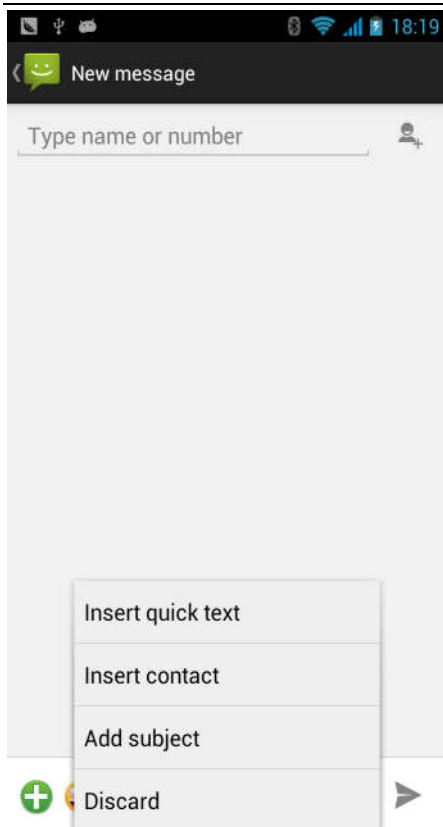 18:19
New message
Type name or number
Insert quick text
Insert contact
Add subject
Discard